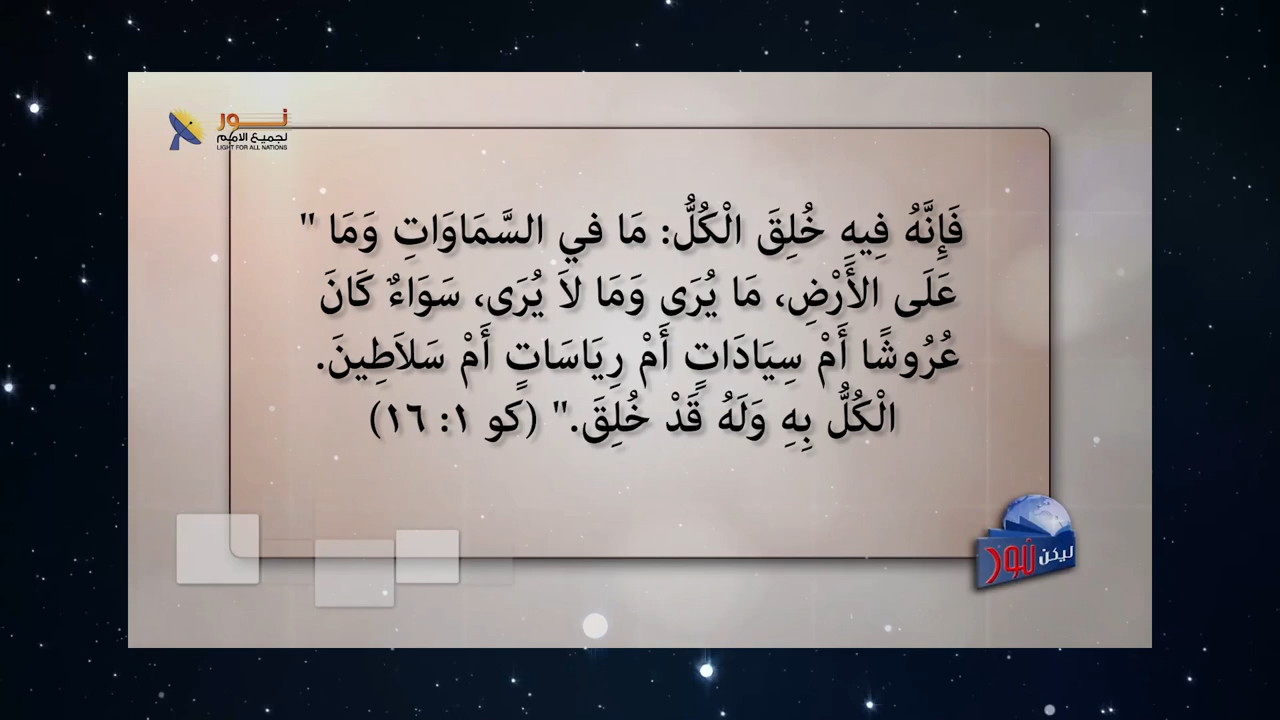 نور
لجميع الامم
LIGHT FOR ALL NATIONS
فَإِنَّهُ فِيهِ خُلِقَ الْكُلُّ: مَا في السَّمَاوَاتِ وَمَا "
عَلَى الأَرْضِ، مَا يُرَى وَمَا لاَ يُرَى، سَوَاءٌ كَانَ
عُرُوشًا أَمْ سِيَادَاتٍ أَمْ رِيَاسَاتٍ أَمْ سَلاَطِينَ.
الْكُلُّ بِهِ وَلَهُ قَدْ خُلِقَ." (كو ١: ١٦)
ليكن نور